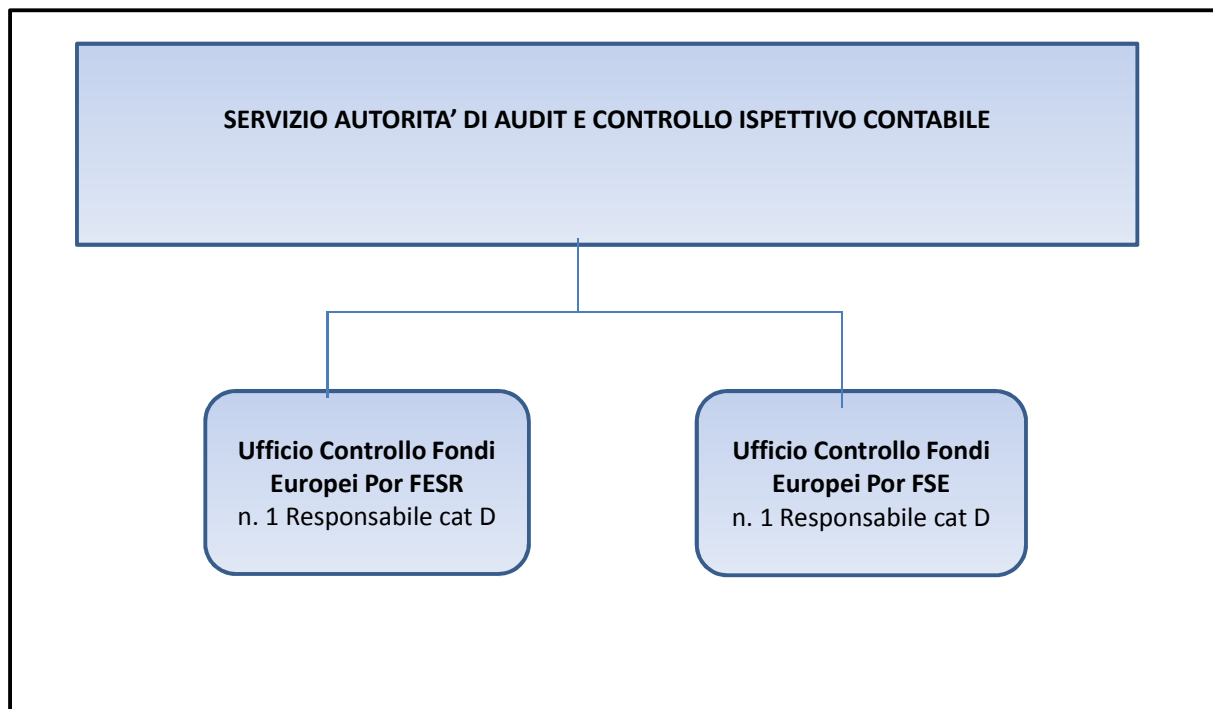 SERVIZIO AUTORITA’ DI AUDIT E CONTROLLO ISPETTIVO CONTABILE
Ufficio Controllo Fondi
Europei Por FESR
n. 1 Responsabile cat D
Ufficio Controllo Fondi
Europei Por FSE
n. 1 Responsabile cat D